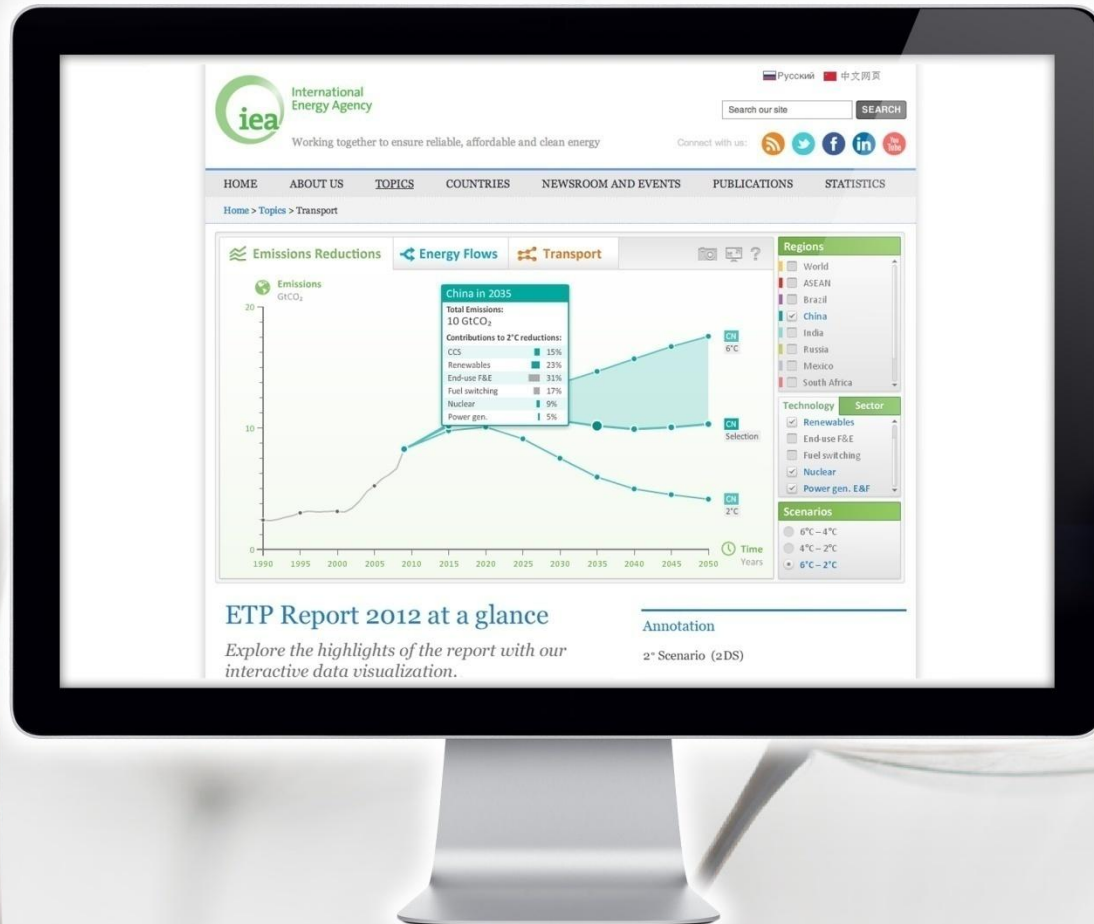 Русский 中文网页
iea
International
Energy Agency
Search our site SEARCH
Working together to ensure reliable, affordable and clean energy
Connect with us:
You
Tube
HOME ABOUT US TOPICS COUNTRIES NEWSROOM AND EVENTS PUBLICATIONS STATISTICS
Home > Topics > Transport
Emissions Reductions Energy Flows Transport ?
Emissions
GtCO₂
20
10
0
1990 1995 2000 2005 2010 2015 2020 2025 2030 2035 2040 2045 2050
Time
Years
China in 2035
Total Emissions:
10 GtCO₂
Contributions to 2°C reductions:
CCS 15%
Renewables 23%
End-use F&E 31%
Fuel switching 17%
Nuclear 9%
Power gen. 5%
CN
6°C
CN
Selection
CN
2°C
Regions
World
ASEAN
Brazil
China
India
Russia
Mexico
South Africa
Technology Sector
Renewables
End-use F&E
Fuel switching
Nuclear
Power gen. E&F
Scenarios
6°C – 4°C
4°C – 2°C
6°C – 2°C
ETP Report 2012 at a glance
Explore the highlights of the report with our
interactive data visualization.
Annotation
2° Scenario (2DS)